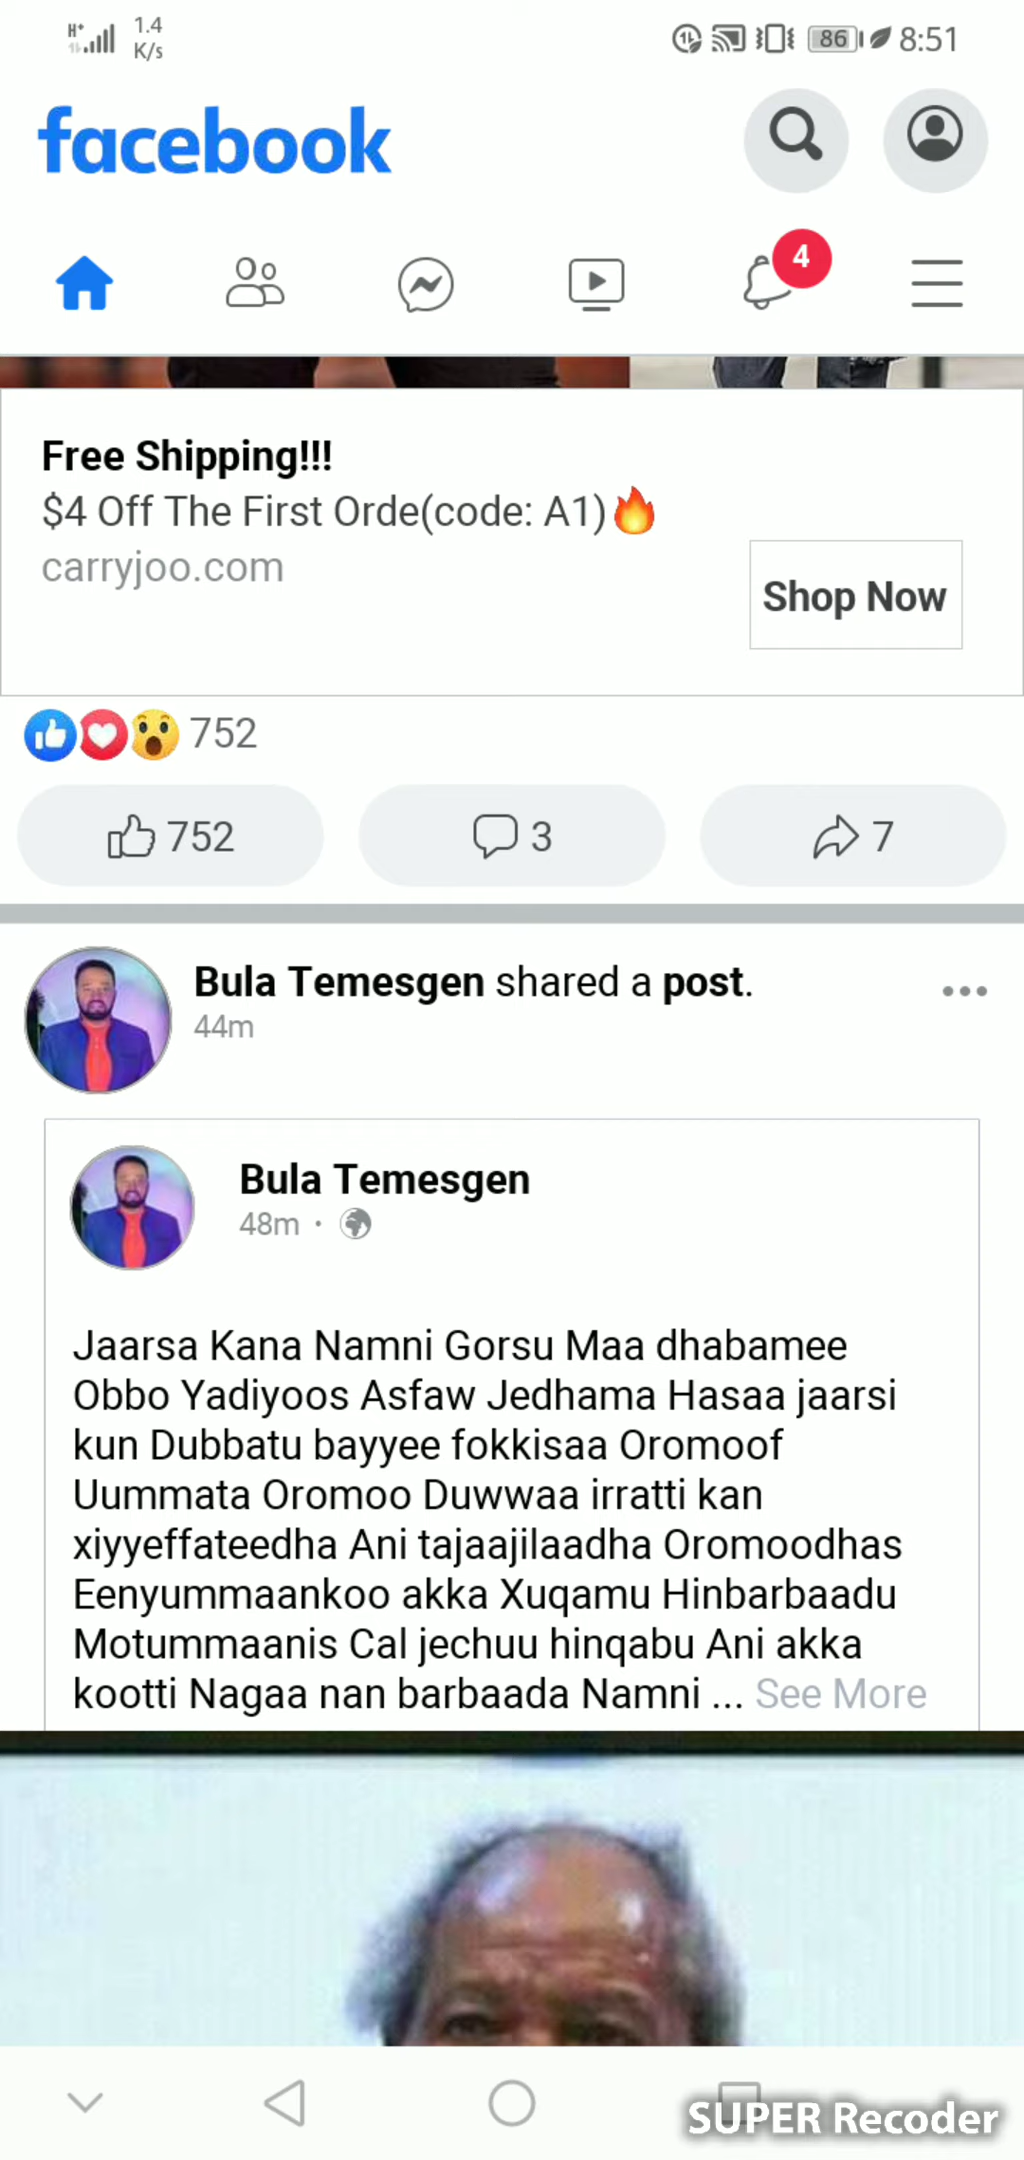 H+ 1.4
K/s
86 8:51
facebook
4
Free Shipping!!!
$4 Off The First Orde(code: A1)🔥
carryjoo.com
Shop Now
752
752
3
7
Bula Temesgen shared a post.
44m
Bula Temesgen
48m ·
Jaarsa Kana Namni Gorsu Maa dhabamee
Obbo Yadiyoos Asfaw Jedhama Hasaa jaarsi
kun Dubbatu bayyee fokkisaa Oromoof
Uummata Oromoo Duwwaa irratti kan
xiyyeffateedha Ani tajaajilaadha Oromoodhas
Eenyummaankoo akka Xuqamu Hinbarbaadu
Motummaanis Cal jechuu hinqabu Ani akka
kootti Nagaa nan barbaada Namni ... See More
SUPER Recoder